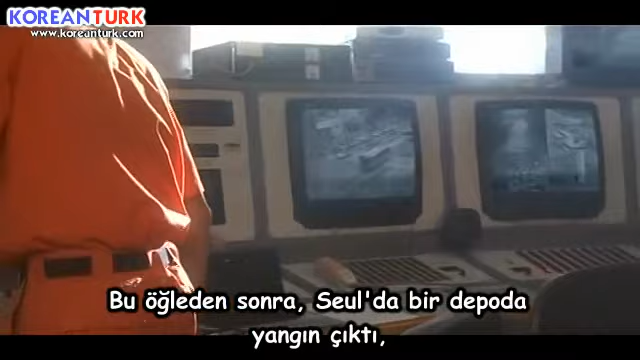 KOREANTURK
www.koreanturk.com
Bu öğleden sonra, Seul'da bir depoda
yangın çıktı,